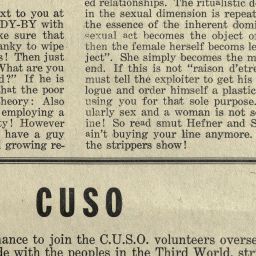 ed relationships. The ritualistic d
in the sexual dimension is repeat
the essence of the inherent domi
sexual act becomes the object o
then the female herself becomes le
ject". She simply becomes the m
end. If this is not "raison d'etre
must tell the exploiter to get his
logue and order himself a plastic
using you for that sole purpose.
ularly sex and a woman is not se
ine! So read smut Hefner and S
ain't buying your line anymore.
the strippers show!
xt to you at
DY-BY with
ke sure that
anky to wipe
s! Then just
What are you
d?" If he is
that the poor
heory: Also
employing a
ty! However
have a guy
growing re-
CUSO
hance to join the C.U.S.O. volunteers overse
de with the peoples in the Third World, str